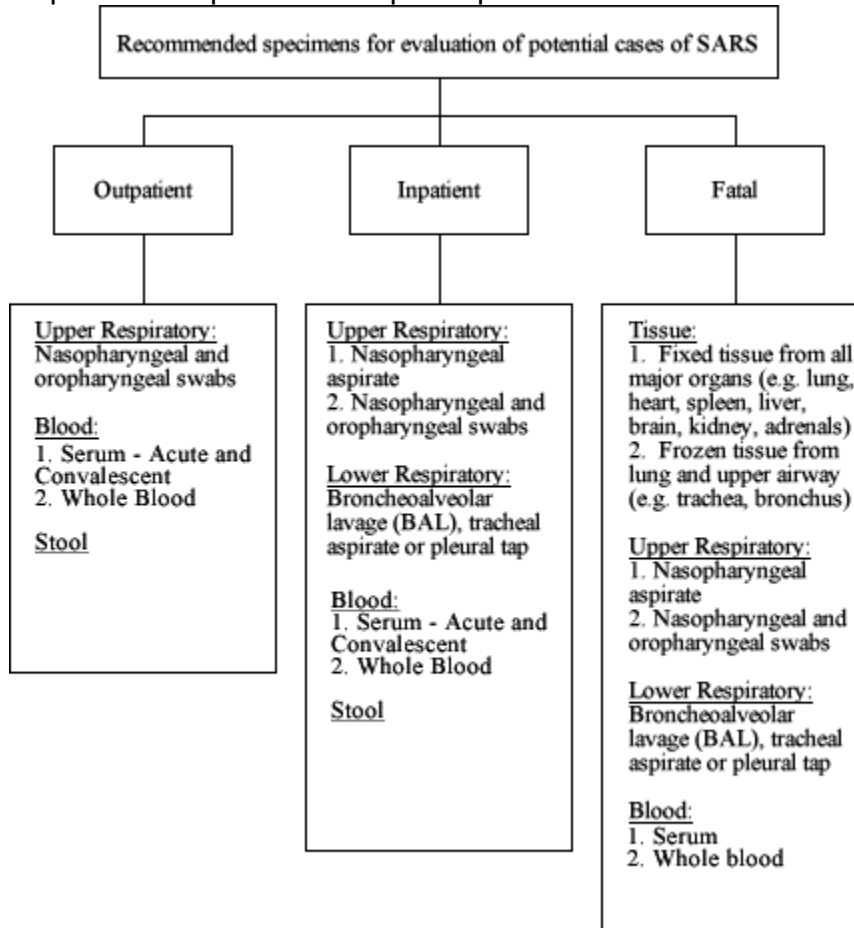 Recommended specimens for evaluation of potential cases of SARS
Outpatient
Inpatient
Fatal
Upper Respiratory:
Nasopharyngeal and
oropharyngeal swabs
Blood:
1. Serum - Acute and
Convalescent
2. Whole Blood
Stool
Upper Respiratory:
1. Nasopharyngeal
aspirate
2. Nasopharyngeal and
oropharyngeal swabs
Lower Respiratory:
Broncheoalveolar
lavage (BAL), tracheal
aspirate or pleural tap
Blood:
1. Serum - Acute and
Convalescent
2. Whole Blood
Stool
Tissue:
1. Fixed tissue from all
major organs (e.g. lung,
heart, spleen, liver,
brain, kidney, adrenals)
2. Frozen tissue from
lung and upper airway
(e.g. trachea, bronchus)
Upper Respiratory:
1. Nasopharyngeal
aspirate
2. Nasopharyngeal and
oropharyngeal swabs
Lower Respiratory:
Broncheoalveolar
lavage (BAL), tracheal
aspirate or pleural tap
Blood:
1. Serum
2. Whole blood